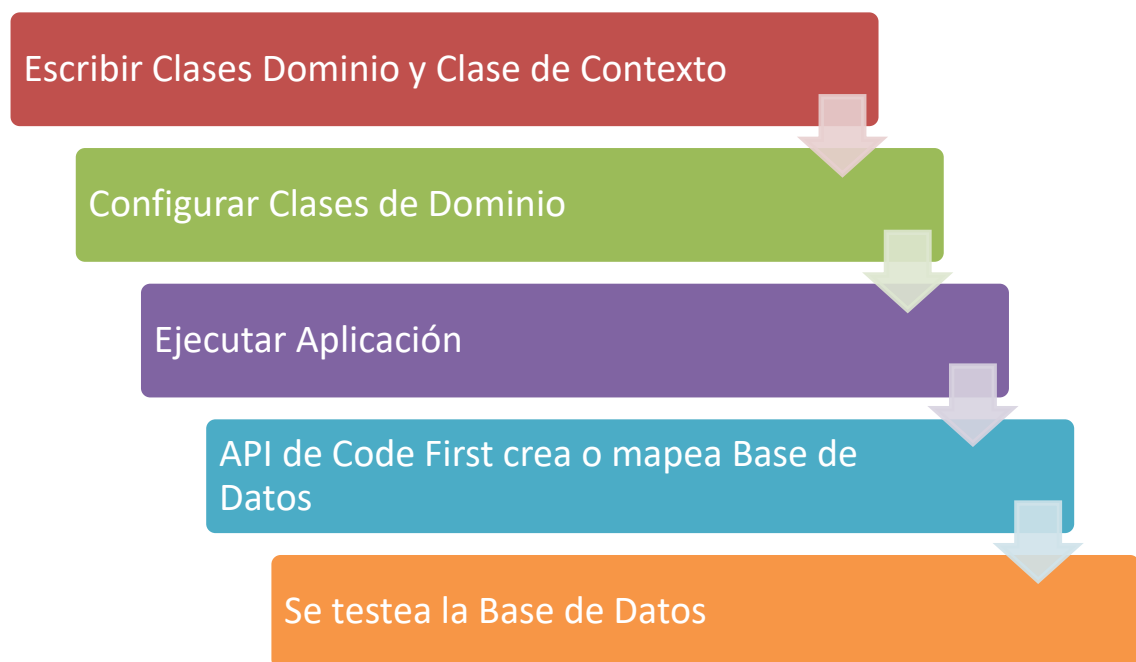 Escribir Clases Dominio y Clase de Contexto
Configurar Clases de Dominio
Ejecutar Aplicación
API de Code First crea o mapea Base de
Datos
Se testea la Base de Datos